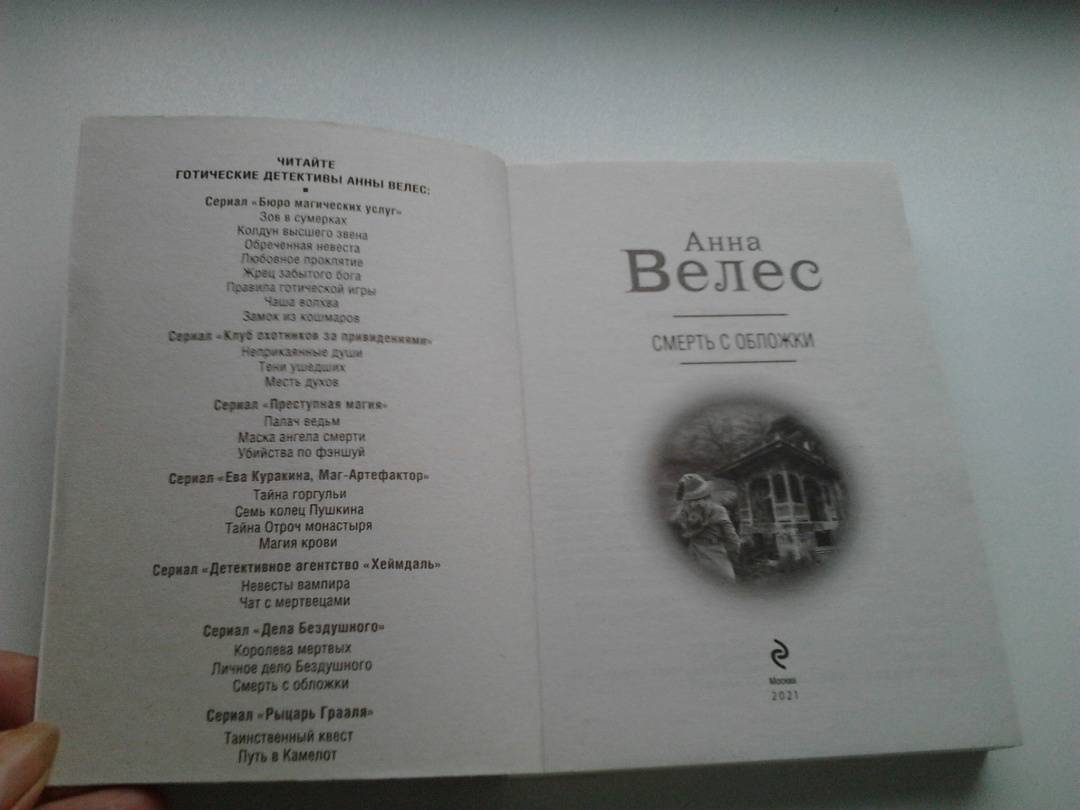 ЧИТАЙТЕ
ГОТИЧЕСКИЕ ДЕТЕКТИВЫ АННЫ ВЕЛЕС:
Сериал «Бюро магических услуг»
Зов в сумерках
Колдун высшего звена
Обреченная невеста
Любовное проклятие
Жрец забытого бога
Правила готической игры
Чаша волхва
Замок из кошмаров
Сериал «Клуб охотников за привидениями»
Неприкаянные души
Тени ушедших
Месть духов
Сериал «Преступная магия»
Палач ведьм
Маска ангела смерти
Убийства по фэншуй
Сериал «Ева Куракина, Маг-Артефактор»
Тайна горгульи
Семь колец Пушкина
Тайна Отроч монастыря
Магия крови
Сериал «Детективное агентство «Хеймдаль»
Невесты вампира
Чат с мертвецами
Сериал «Дела Бездушного»
Королева мертвых
Личное дело Бездушного
Смерть с обложки
Сериал «Рыцарь Грааля»
Таинственный квест
Путь в Камелот
Анна
Велес
СМЕРТЬ С ОБЛОЖКИ
Москва
2021